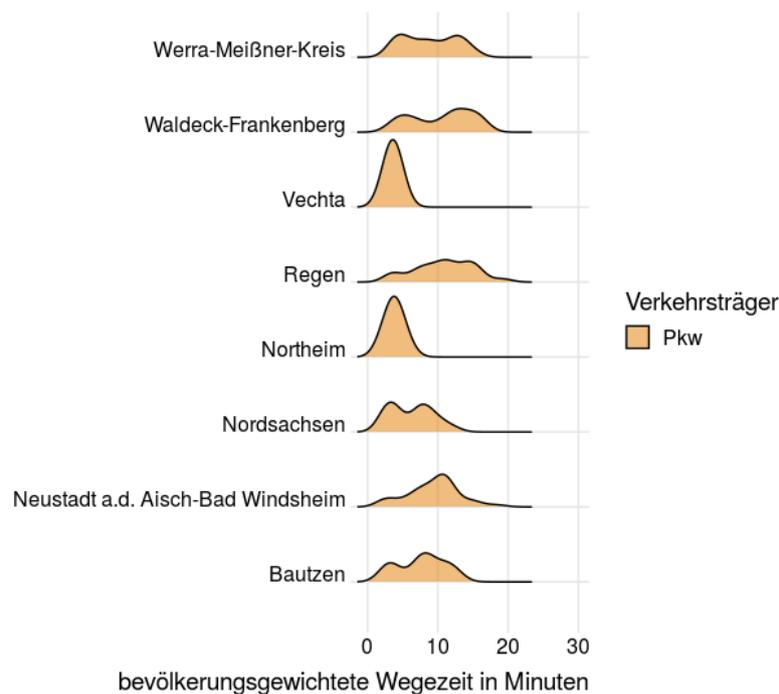 Werra-Meißner-Kreis
Waldeck-Frankenberg
Vechta
Regen
Northeim
Nordsachsen
Neustadt a.d. Aisch-Bad Windsheim
Bautzen
0 10 20 30
bevölkerungsgewichtete Wegezeit in Minuten
Verkehrsträger
Pkw